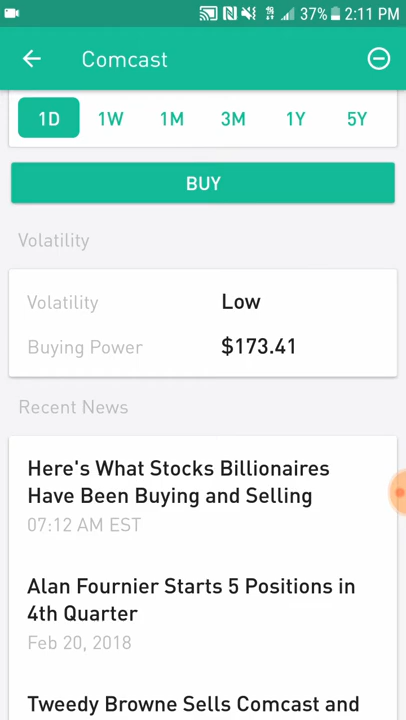 37% 2:11 PM
Comcast
1D 1W 1M 3M 1Y 5Y
BUY
Volatility
Volatility Low
Buying Power $173.41
Recent News
Here's What Stocks Billionaires
Have Been Buying and Selling
07:12 AM EST
Alan Fournier Starts 5 Positions in
4th Quarter
Feb 20, 2018
Tweedy Browne Sells Comcast and